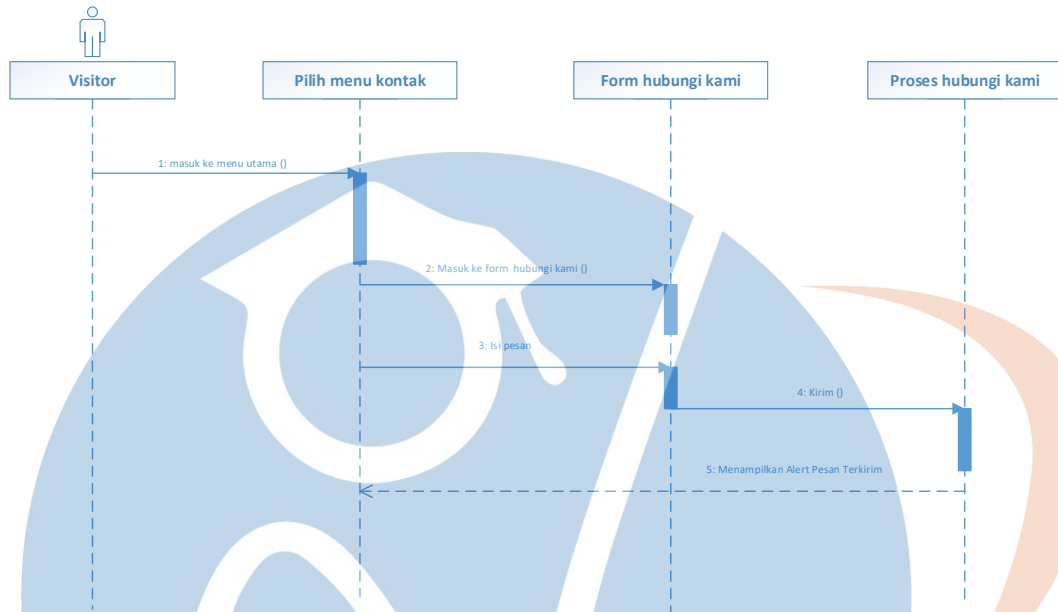 Visitor
Pilih menu kontak
Form hubungi kami
Proses hubungi kami
1: masuk ke menu utama ()
2: Masuk ke form hubungi kami ()
3: Isi pesan
4: Kirim ()
5: Menampilkan Alert Pesan Terkirim